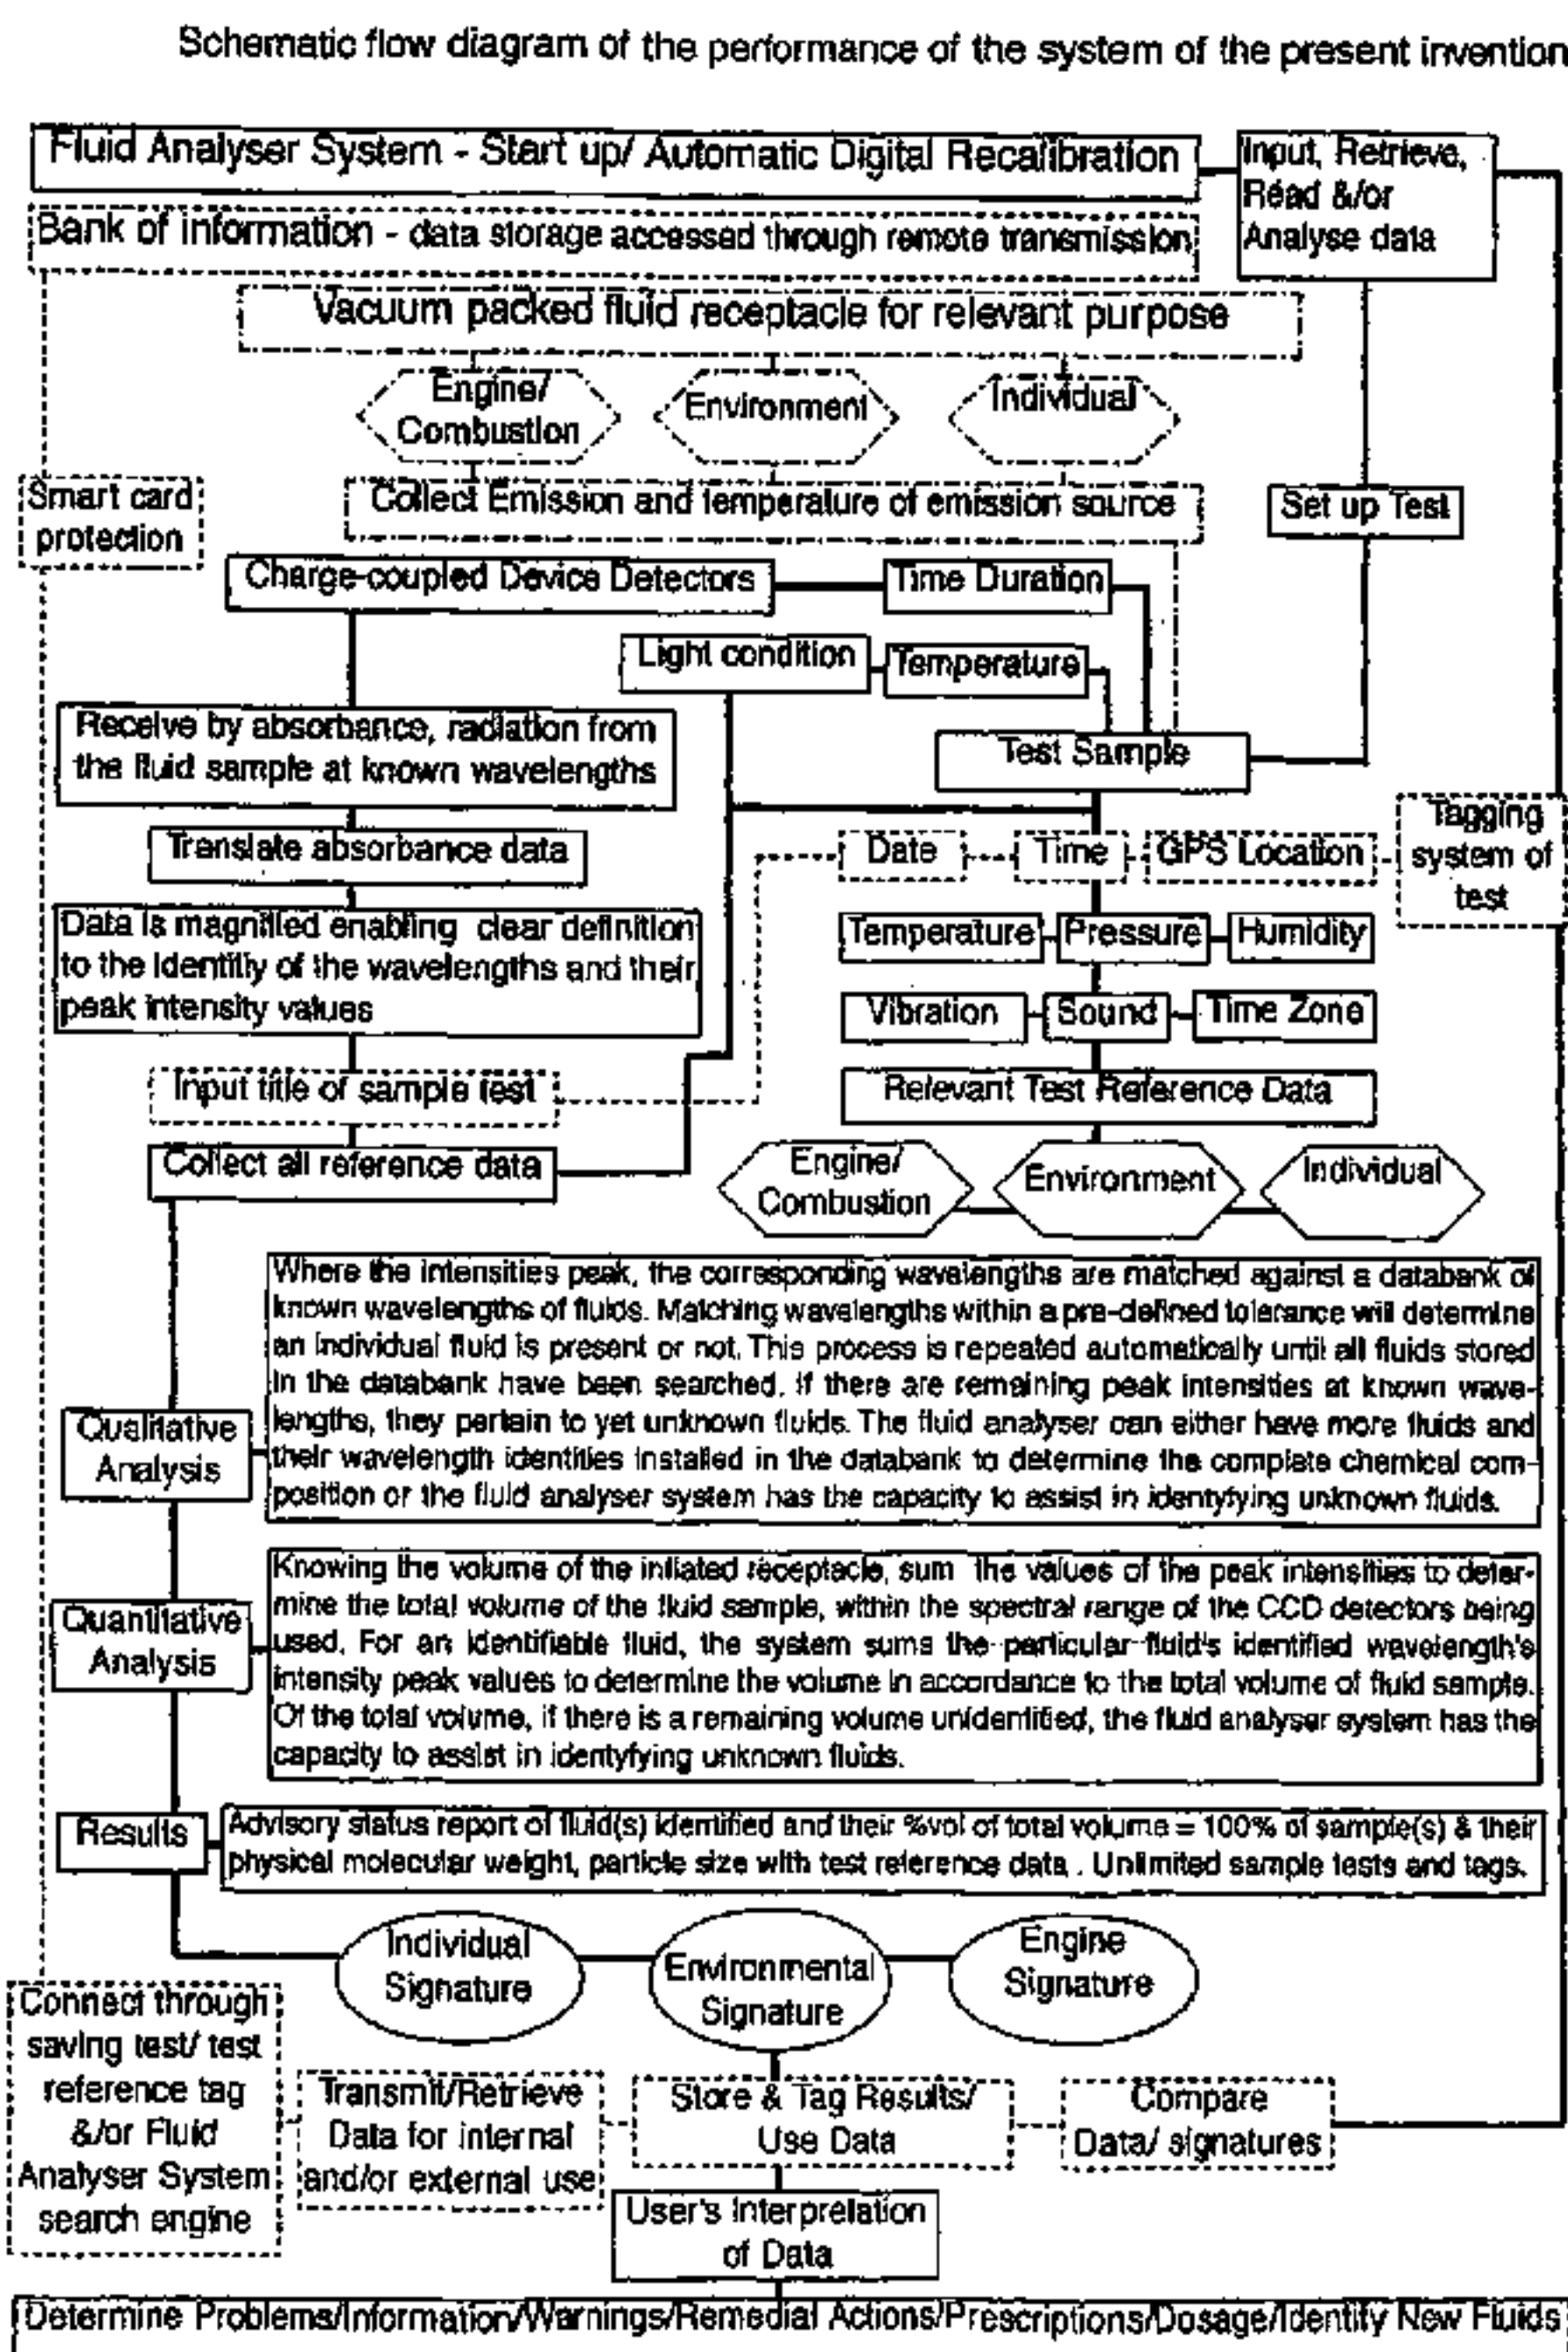 Schematic flow diagram of the performance of the system of the present invention
Fluid Analyser System - Start up/ Automatic Digital Recalibration
Input, Retrieve,
Read &/or
Analyse data
Bank of information - data storage accessed through remote transmission
Vacuum packed fluid receptacle for relevant purpose
Engine/
Combustion
Environment
Individual
Smart card
protection
Collect Emission and temperature of emission source
Set up Test
Charge-coupled Device Detectors
Time Duration
Light condition
Temperature
Receive by absorbance, radiation from
the fluid sample at known wavelengths
Test Sample
Translate absorbance data
Date
Time
GPS Location
Tagging
system of
test
Data is magnified enabling clear definition
to the identity of the wavelengths and their
peak intensity values
Temperature
Pressure
Humidity
Vibration
Sound
Time Zone
Input title of sample test
Relevant Test Reference Data
Collect all reference data
Engine/
Combustion
Environment
Individual
Where the intensities peak, the corresponding wavelengths are matched against a databank of
known wavelengths of fluids. Matching wavelengths within a pre-defined tolerance will determine
an individual fluid is present or not. This process is repeated automatically until all fluids stored
in the databank have been searched. If there are remaining peak intensities at known wave-
lengths, they pertain to yet unknown fluids. The fluid analyser can either have more fluids and
their wavelength identities installed in the databank to determine the complete chemical com-
position or the fluid analyser system has the capacity to assist in identyfying unknown fluids.
Qualitative
Analysis
Knowing the volume of the inflated receptacle, sum the values of the peak intensities to deter-
mine the total volume of the fluid sample, within the spectral range of the CCD detectors being
used. For an identifiable fluid, the system sums the particular fluid's identified wavelength's
intensity peak values to determine the volume in accordance to the total volume of fluid sample.
Of the total volume, if there is a remaining volume unidentified, the fluid analyser system has the
capacity to assist in identyfying unknown fluids.
Quantitative
Analysis
Results
Advisory status report of fluid(s) identified and their %vol of total volume = 100% of sample(s) & their
physical molecular weight, particle size with test reference data . Unlimited sample tests and tags.
Individual
Signature
Environmental
Signature
Engine
Signature
Connect through
saving test/ test
reference tag
&/or Fluid
Analyser System
search engine
Transmit/Retrieve
Data for internal
and/or external use
Store & Tag Results/
Use Data
Compare
Data/ signatures
User's Interpretation
of Data
Determine Problems/Information/Warnings/Remedial Actions/Prescriptions/Dosage/Identify New Fluids